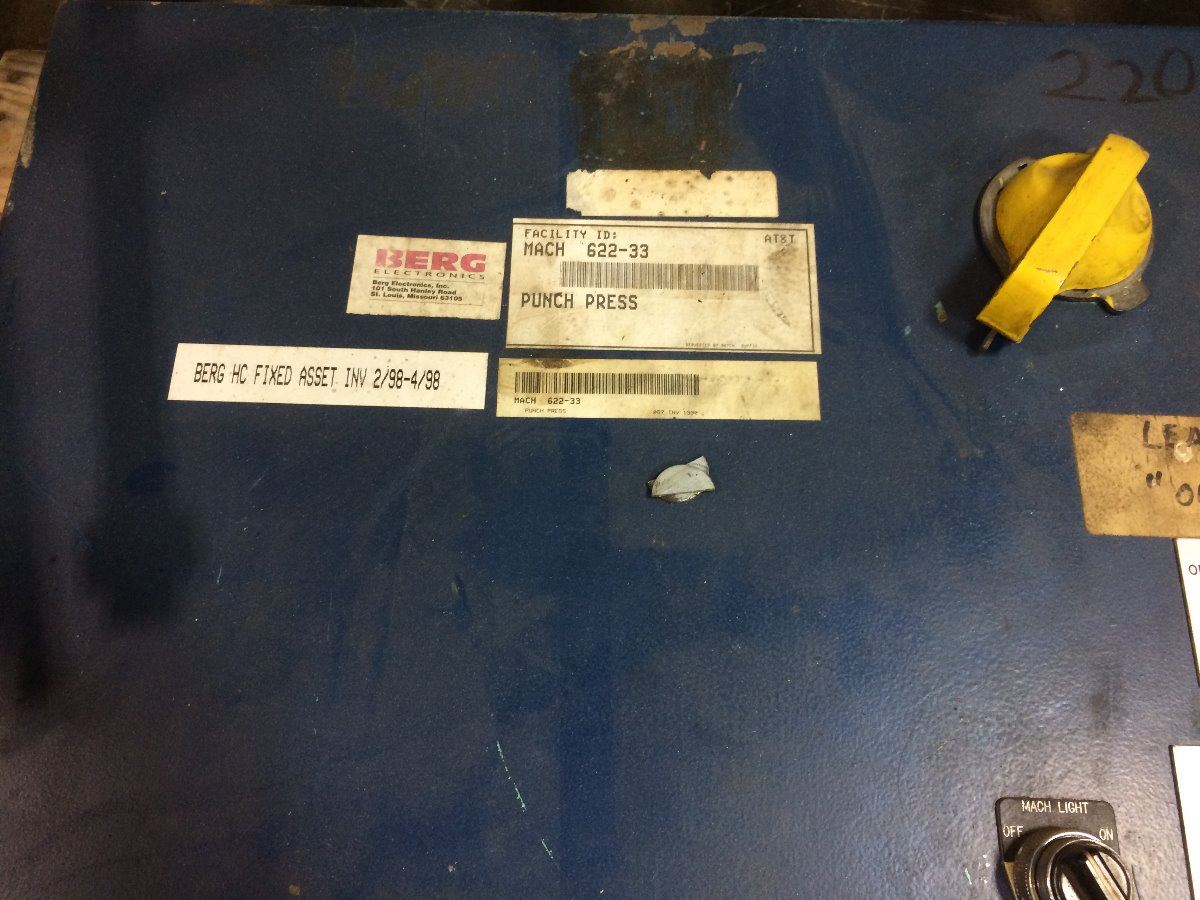 220
FACILITY ID:
AT&T
MACH 622-33
PUNCH PRESS
BERG
ELECTRONICS
Berg Electronics, Inc.
101 South Hanley Road
St. Louis, Missouri 63105
BERG HC FIXED ASSET INV 2/98-4/98
MACH 622-33
PUNCH PRESS
INV
LEA
"O
MACH LIGHT
OFF
ON